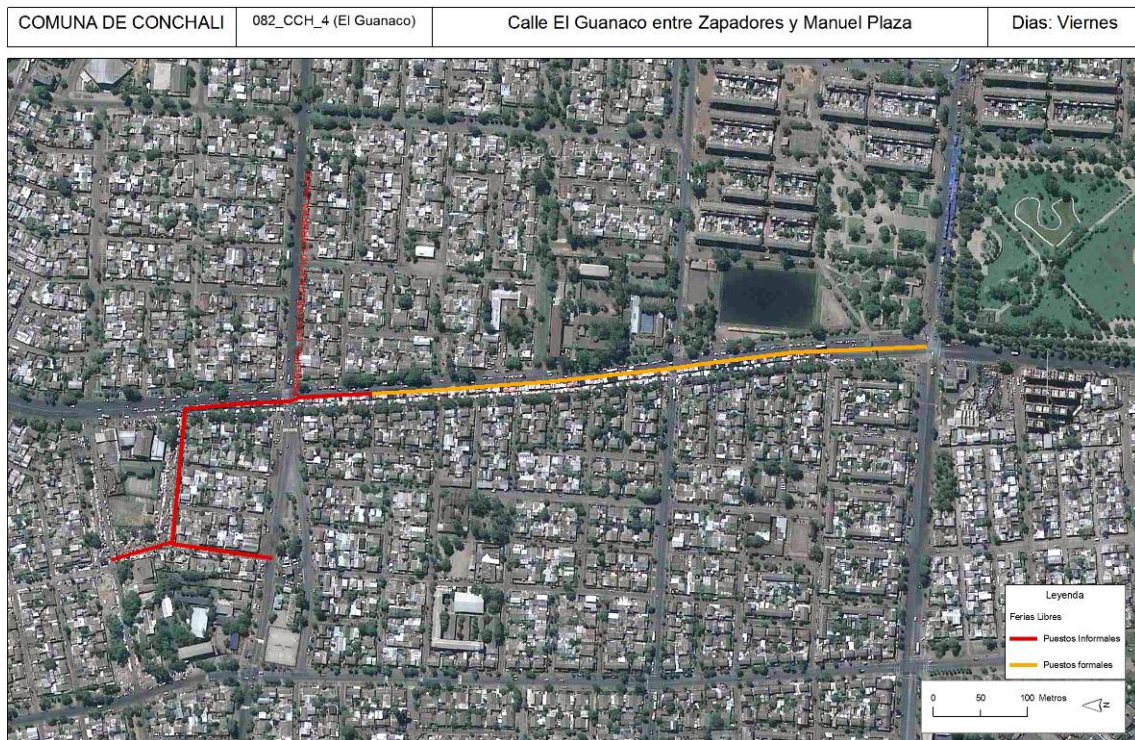 COMUNA DE CONCHALI
082_CCH_4 (El Guanaco)
Calle El Guanaco entre Zapadores y Manuel Plaza
Dias: Viernes
Leyenda
Ferias Libres
Puestos Informales
Puestos formales
0 50 100 Metros
N